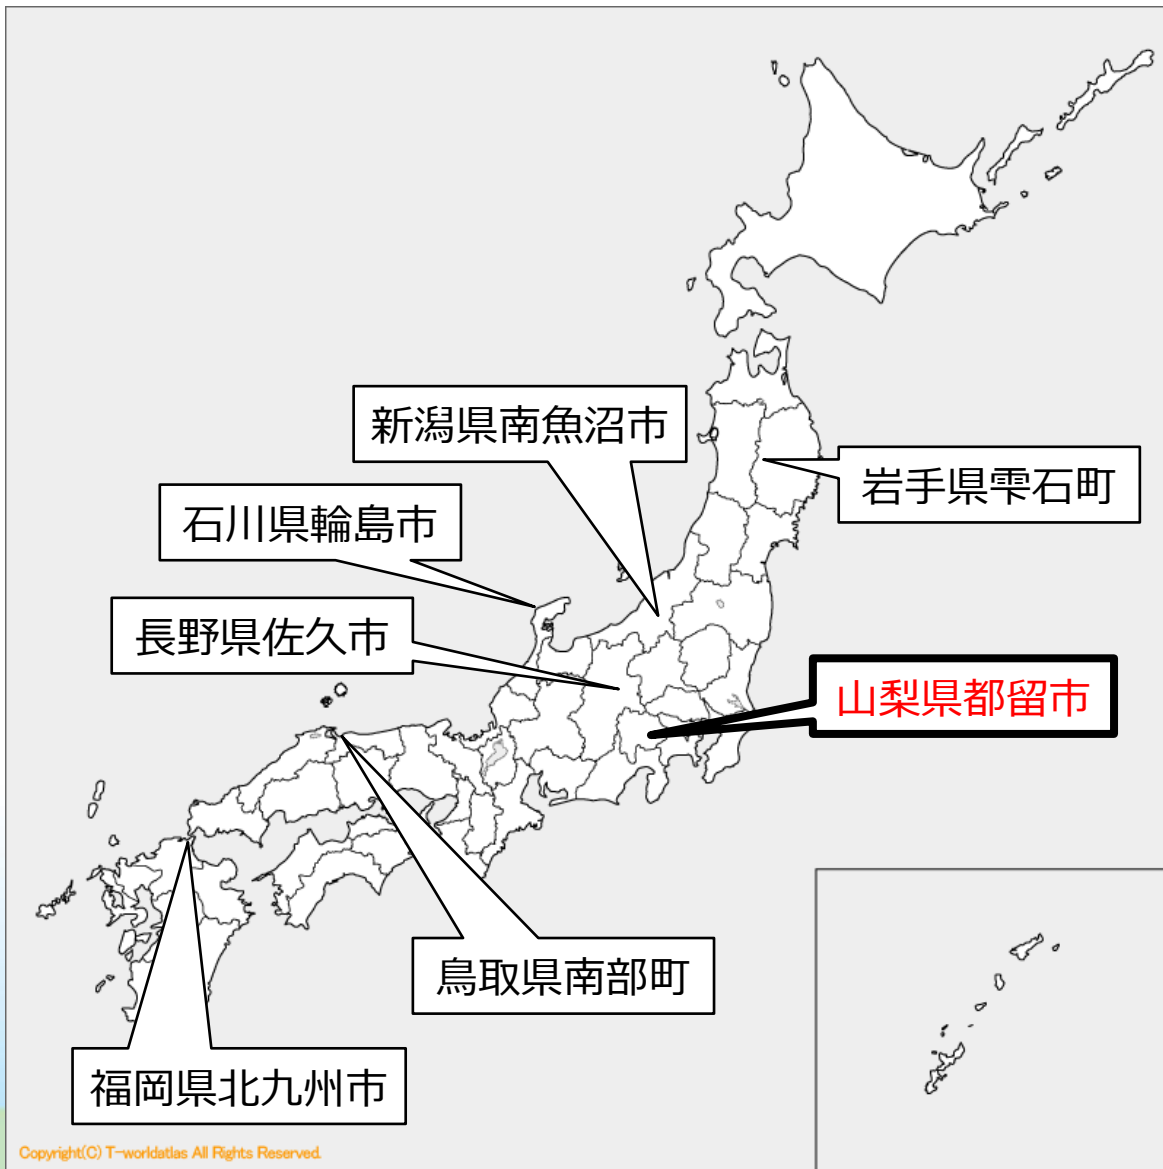 新潟県南魚沼市
岩手県雫石町
石川県輪島市
長野県佐久市
山梨県都留市
鳥取県南部町
福岡県北九州市
Copyright(C) T-worldatlas All Rights Reserved.